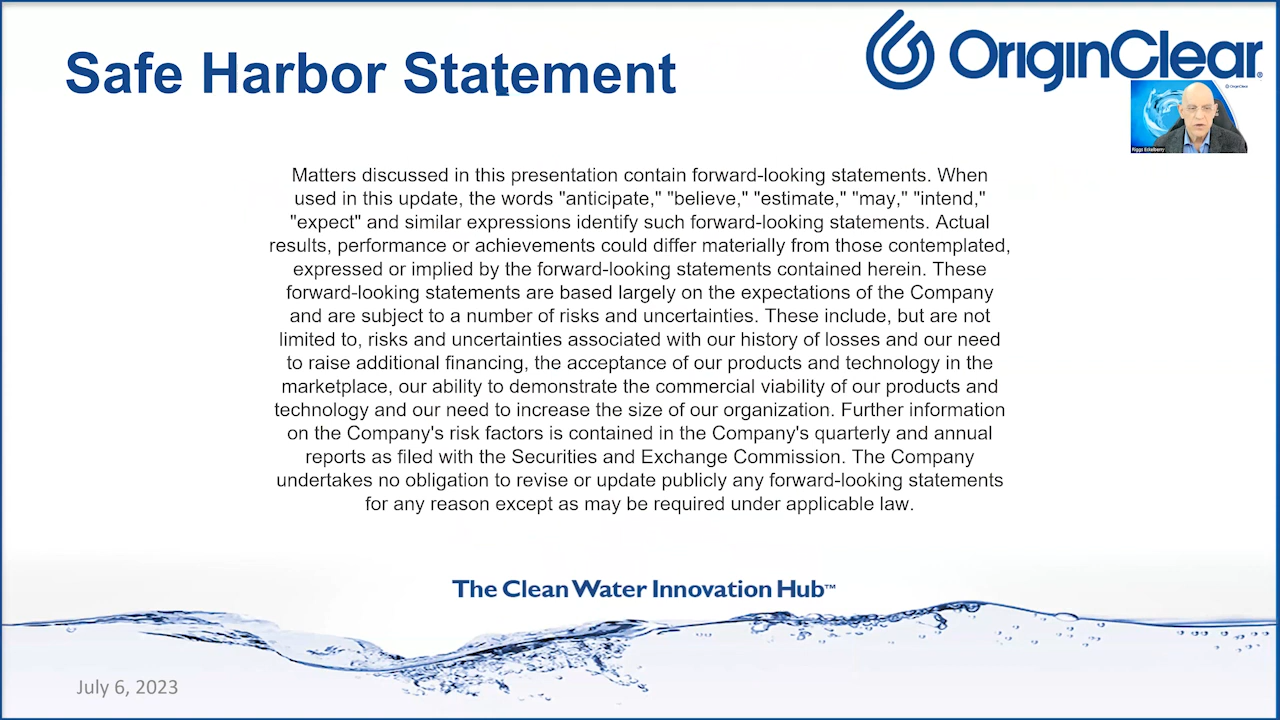 Safe Harbor Statement
OriginClear®
OriginClear
Riggs Eckelberry
Matters discussed in this presentation contain forward-looking statements. When
used in this update, the words "anticipate," "believe," "estimate," "may," "intend,"
"expect" and similar expressions identify such forward-looking statements. Actual
results, performance or achievements could differ materially from those contemplated,
expressed or implied by the forward-looking statements contained herein. These
forward-looking statements are based largely on the expectations of the Company
and are subject to a number of risks and uncertainties. These include, but are not
limited to, risks and uncertainties associated with our history of losses and our need
to raise additional financing, the acceptance of our products and technology in the
marketplace, our ability to demonstrate the commercial viability of our products and
technology and our need to increase the size of our organization. Further information
on the Company's risk factors is contained in the Company's quarterly and annual
reports as filed with the Securities and Exchange Commission. The Company
undertakes no obligation to revise or update publicly any forward-looking statements
for any reason except as may be required under applicable law.
The Clean Water Innovation Hub™
July 6, 2023